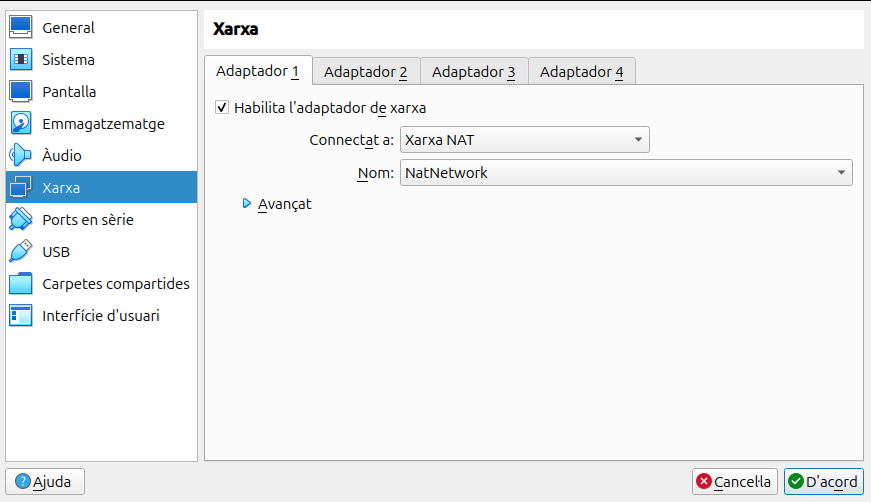 General
Sistema
Pantalla
Emmagatzematge
Àudio
Xarxa
Ports en sèrie
USB
Carpetes compartides
Interfície d'usuari
Xarxa
Adaptador 1
Adaptador 2
Adaptador 3
Adaptador 4
Habilita l'adaptador de xarxa
Connectat a: Xarxa NAT
Nom: NatNetwork
Avançat
Ajuda
Cancel·la
D'acord